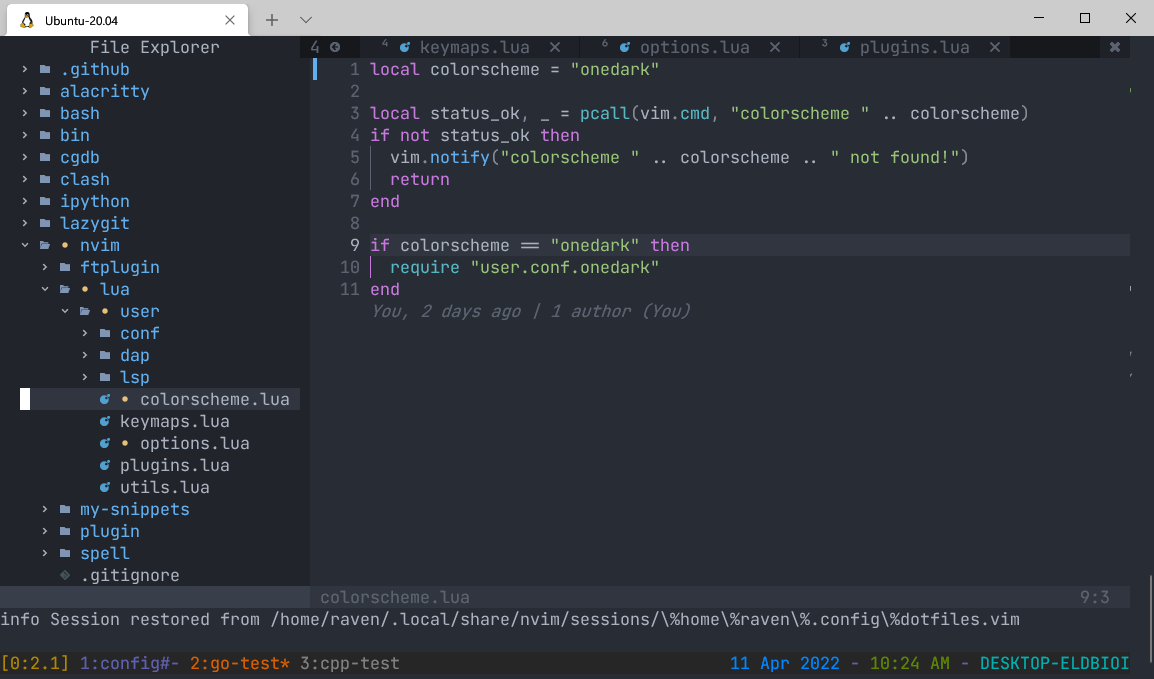 Ubuntu-20.04
File Explorer
4 4 keymaps.lua 6 options.lua 3 plugins.lua
.github
alacritty
bash
bin
cgdb
clash
ipython
lazygit
nvim
ftplugin
lua
user
conf
dap
lsp
colorscheme.lua
keymaps.lua
options.lua
plugins.lua
utils.lua
my-snippets
plugin
spell
.gitignore
1 local colorscheme = "onedark"
2
3 local status_ok, _ = pcall(vim.cmd, "colorscheme " .. colorscheme)
4 if not status_ok then
5 vim.notify("colorscheme " .. colorscheme .. " not found!")
6 return
7 end
8
9 if colorscheme == "onedark" then
10 require "user.conf.onedark"
11 end
You, 2 days ago | 1 author (You)
colorscheme.lua 9:3
info Session restored from /home/raven/.local/share/nvim/sessions/\%home\%raven\%.config\%dotfiles.vim
[0:2.1] 1:config#- 2:go-test* 3:cpp-test 11 Apr 2022 - 10:24 AM - DESKTOP-ELDBIOI